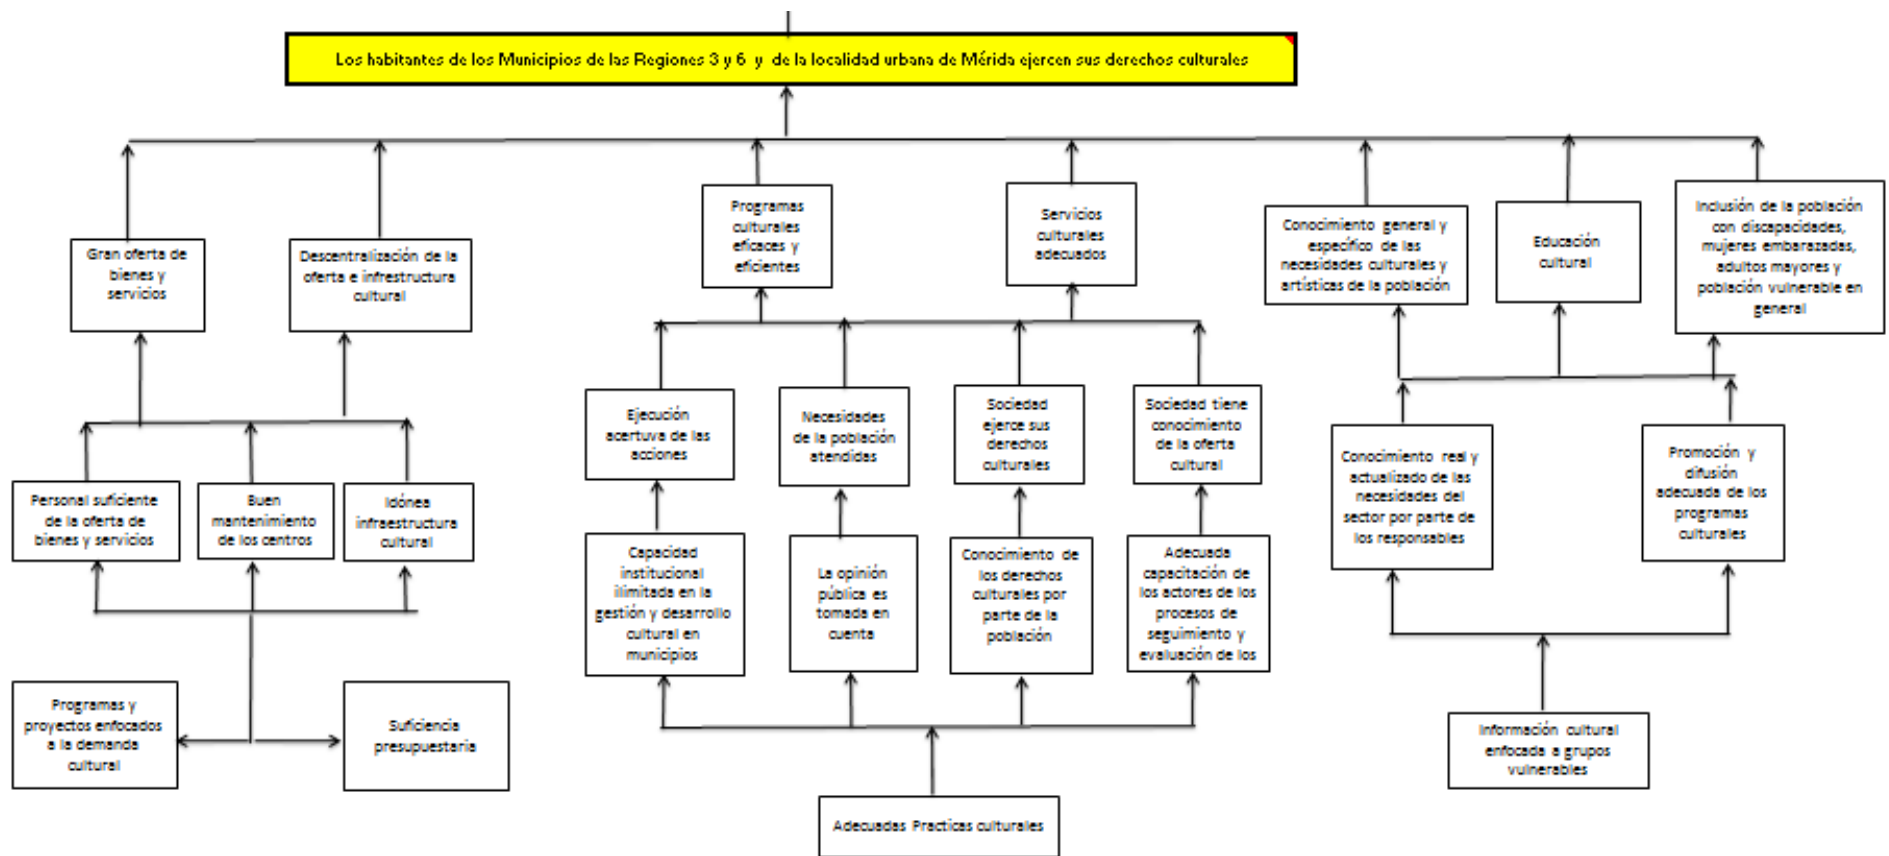 Los habitantes de los Municipios de las Regiones 3 y 6 y de la localidad urbana de Mérida ejercen sus derechos culturales
Gran oferta de
bienes y
servicios
Descentralización de la
oferta e infrestructura
cultural
Programas
culturales
eficaces y
eficientes
Servicios
culturales
adecuados
Conocimiento general y
específico de las
necesidades culturales y
artísticas de la población
Educación
cultural
Inclusión de la población
con discapacidades,
mujeres embarazadas,
adultos mayores y
población vulnerable en
general
Ejecución
acertuva de las
acciones
Necesidades
de la población
atendidas
Sociedad
ejerce sus
derechos
culturales
Sociedad tiene
conocimiento
de la oferta
cultural
Conocimiento real y
actualizado de las
necesidades del
sector por parte de
los responsables
Promoción y
difusión
adecuada de los
programas
culturales
Personal suficiente
de la oferta de
bienes y servicios
Buen
mantenimiento
de los centros
Idónea
infraestructura
cultural
Capacidad
institucional
ilimitada en la
gestión y desarrollo
cultural en
municipios
La opinión
pública es
tomada en
cuenta
Conocimiento de
los derechos
culturales por
parte de la
población
Adecuada
capacitación de
los actores de los
procesos de
seguimiento y
evaluación de los
Programas y
proyectos enfocados
a la demanda
cultural
Suficiencia
presupuestaria
Información cultural
enfocada a grupos
vulnerables
Adecuadas Practicas culturales